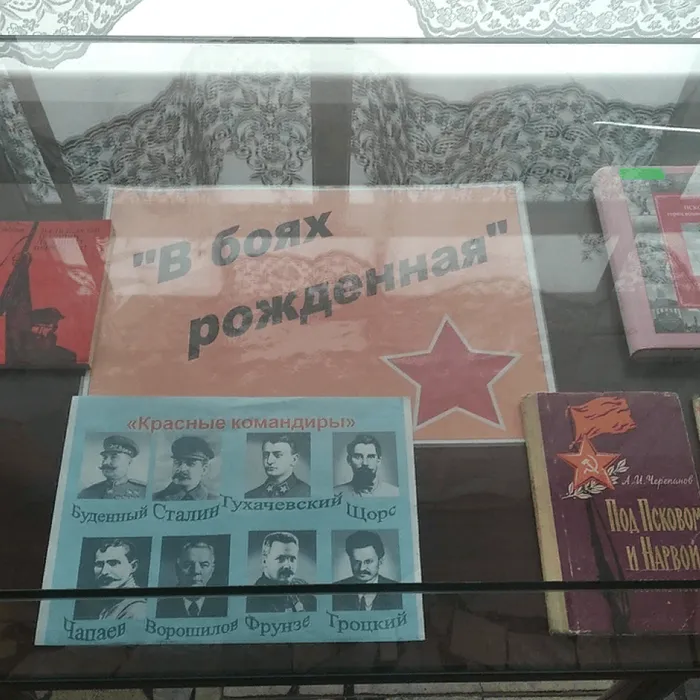 "В боях
рожденная"
«Красные командиры»
Буденный Сталин Тухачевский Щорс
Чапаев Ворошилов Фрунзе Троцкий
А.И.Черепанов
Под Псковом
и Нарвой